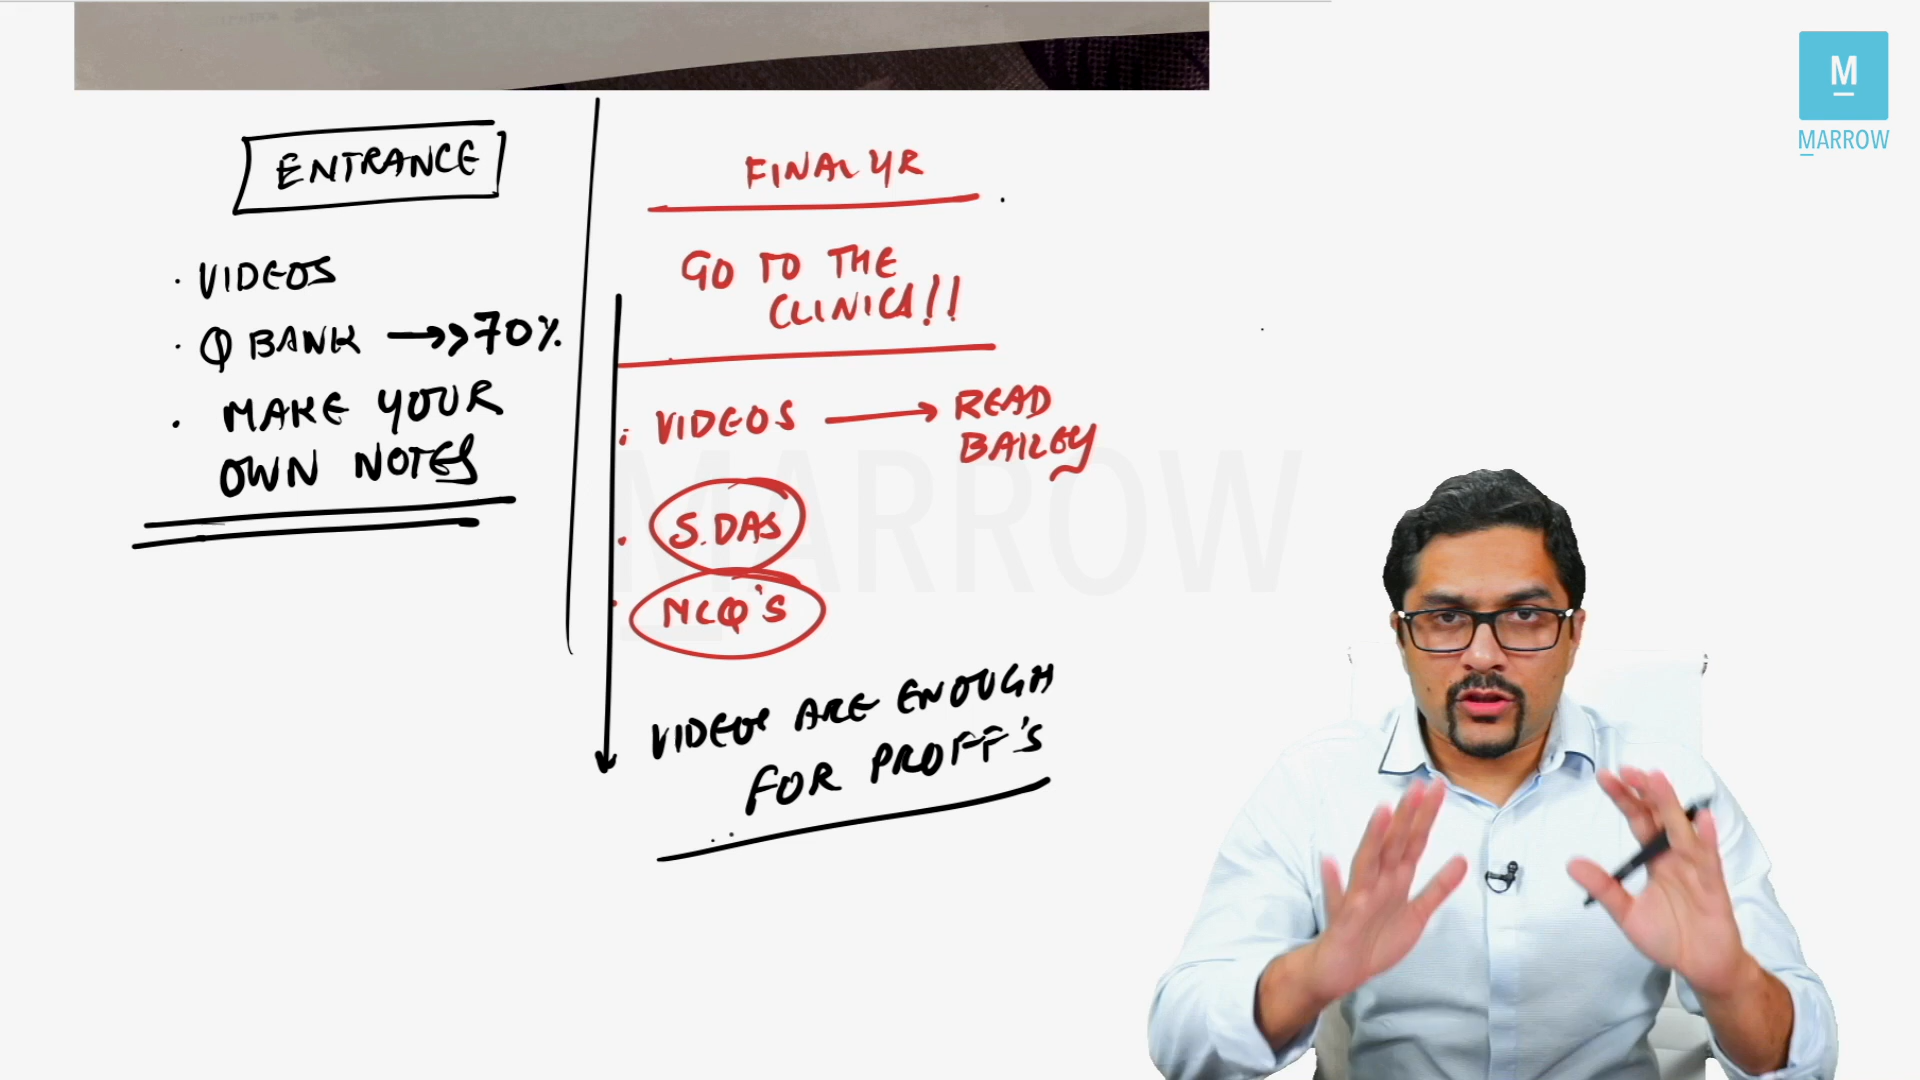 M
MARROW
ENTRANCE
· VIDEOS
· Q BANK →»70%
· MAKE YOUR
OWN NOTES
FINAL YR
GO TO THE
CLINICS!!
· VIDEOS → READ
BAILEY
· S. DAS
· MCQ'S
VIDEOS ARE ENOUGH
FOR PROFF'S
MARROW